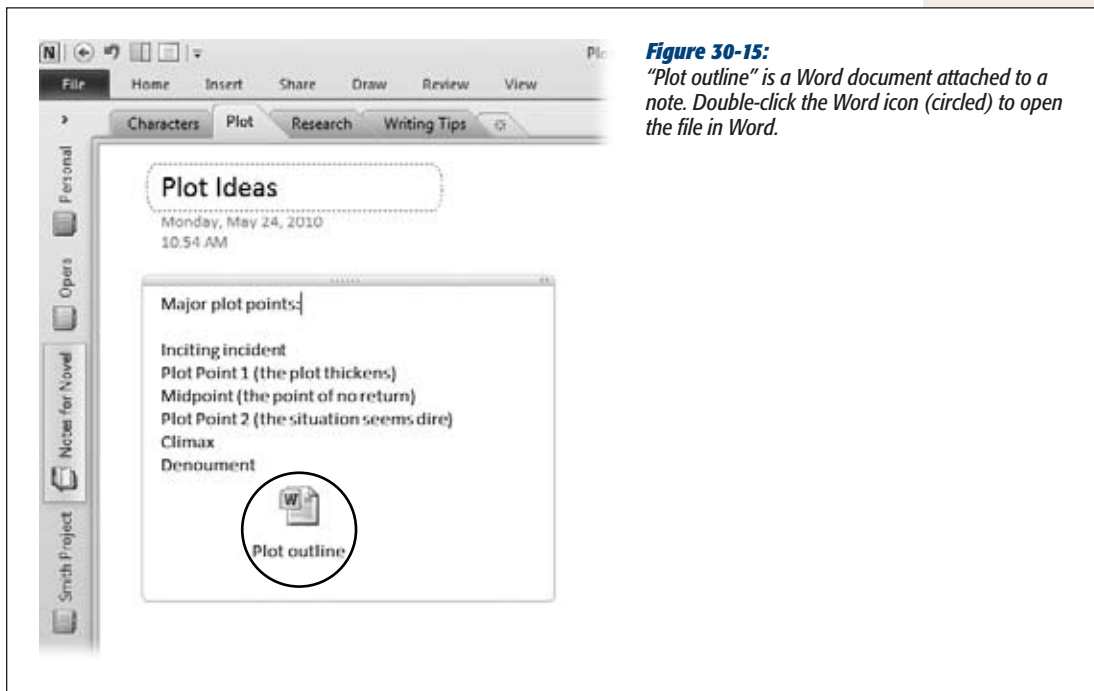 N
Plo
File Home Insert Share Draw Review View
Characters Plot Research Writing Tips
Personal
Opera
Notes for Novel
Smith Project
Plot Ideas
Monday, May 24, 2010
10:54 AM
Major plot points:
Inciting incident
Plot Point 1 (the plot thickens)
Midpoint (the point of no return)
Plot Point 2 (the situation seems dire)
Climax
Denoument
W
Plot outline
Figure 30-15:
"Plot outline" is a Word document attached to a
note. Double-click the Word icon (circled) to open
the file in Word.